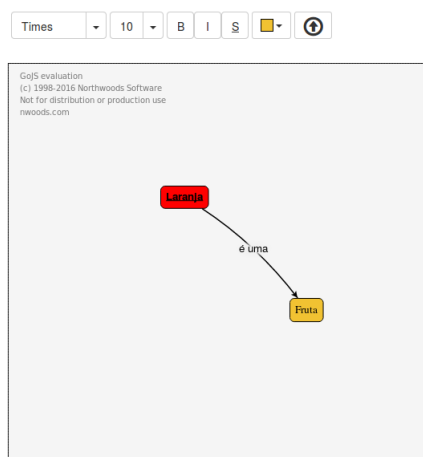 Times 10 B I S
GoJS evaluation
(c) 1998-2016 Northwoods Software
Not for distribution or production use
nwoods.com
Laranja
é uma
Fruta